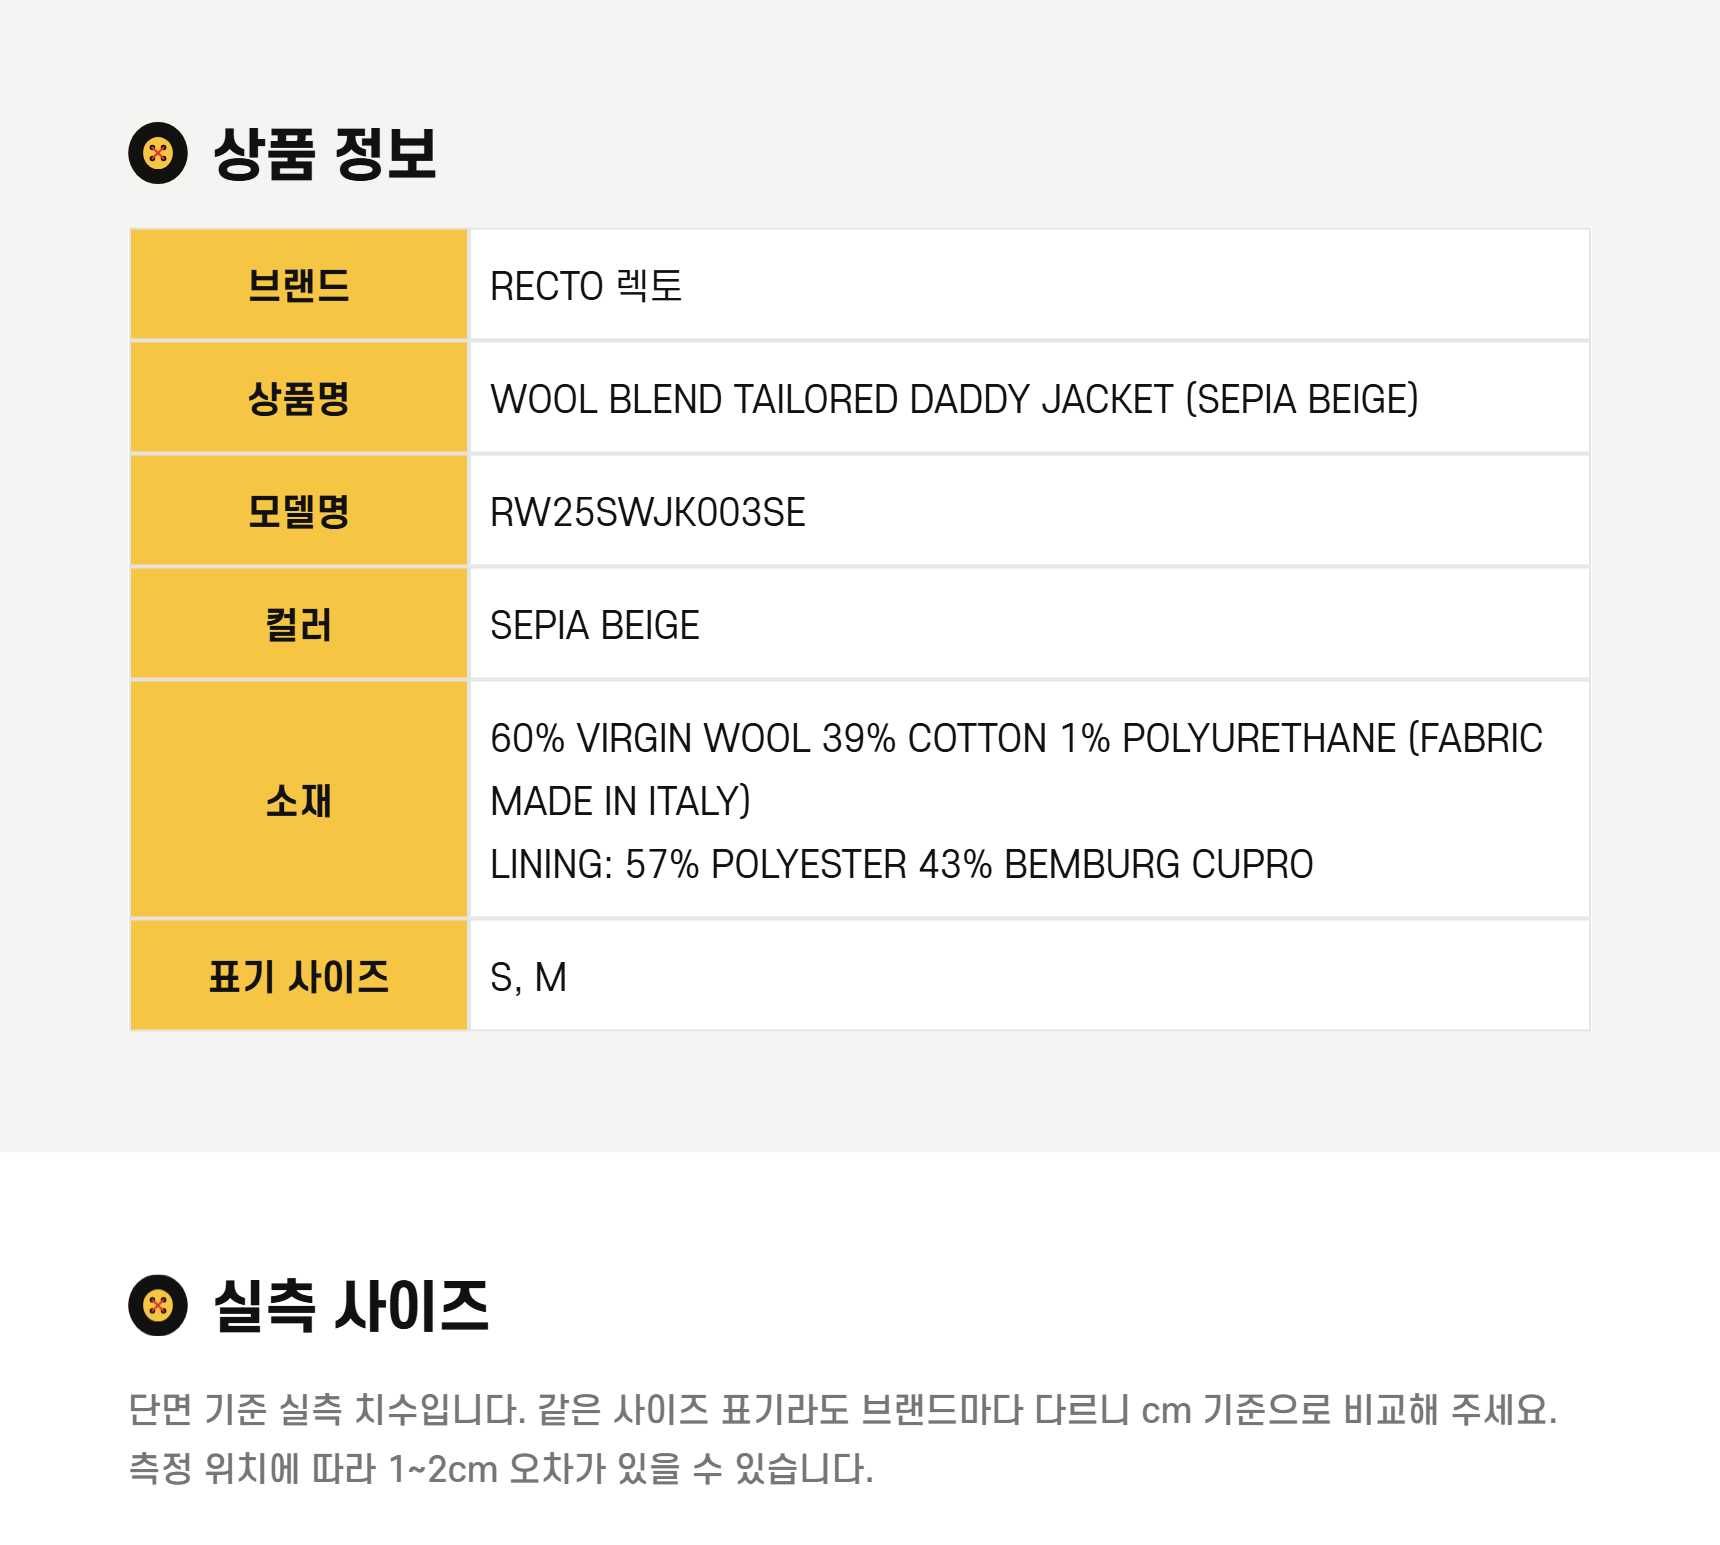 상품 정보
브랜드
RECTO 렉토
상품명
WOOL BLEND TAILORED DADDY JACKET (SEPIA BEIGE)
모델명
RW25SWJK003SE
컬러
SEPIA BEIGE
소재
60% VIRGIN WOOL 39% COTTON 1% POLYURETHANE (FABRIC
MADE IN ITALY)
LINING: 57% POLYESTER 43% BEMBURG CUPRO
표기 사이즈
S, M
실측 사이즈
단면 기준 실측 치수입니다. 같은 사이즈 표기라도 브랜드마다 다르니 cm 기준으로 비교해 주세요.
측정 위치에 따라 1~2cm 오차가 있을 수 있습니다.